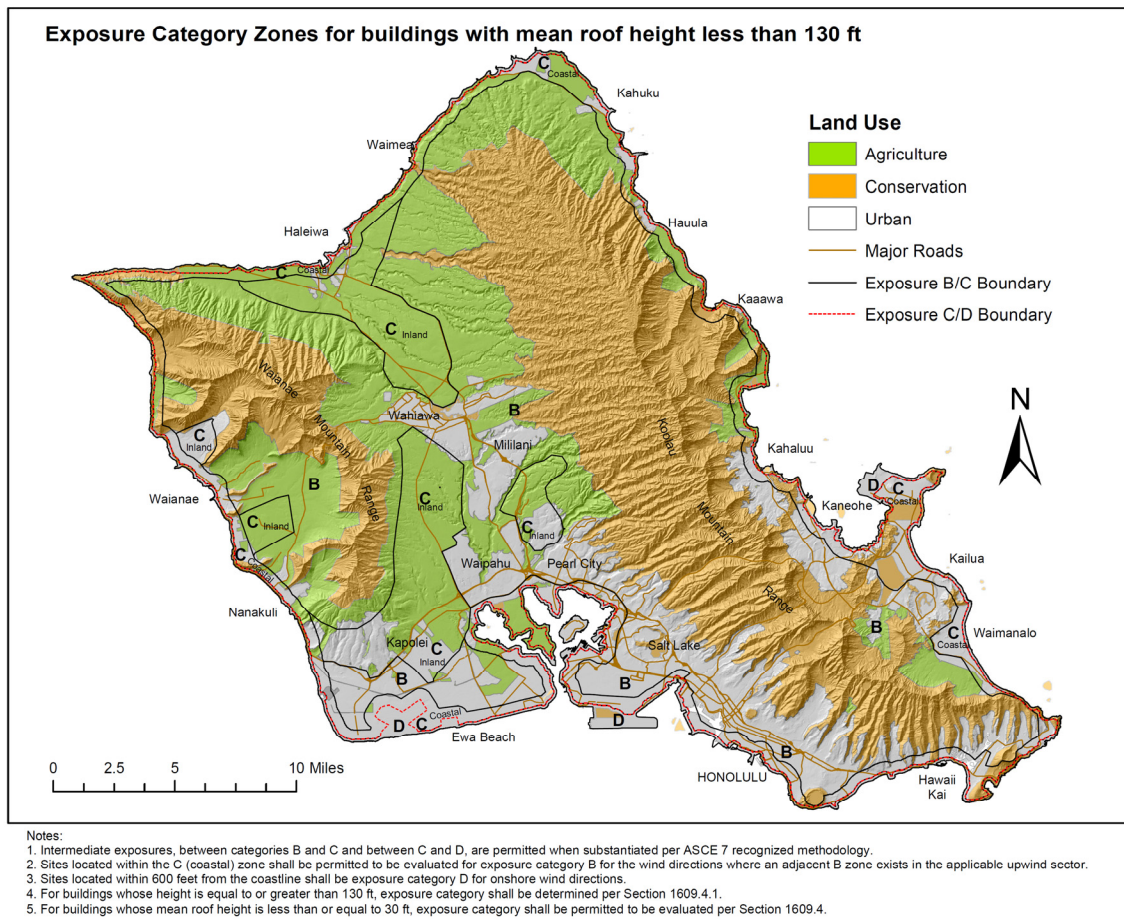 Exposure Category Zones for buildings with mean roof height less than 130 ft
C
Coastal
Kahuku
Land Use
Agriculture
Conservation
Urban
Major Roads
Exposure B/C Boundary
Exposure C/D Boundary
Waimea
Haleiwa
Hauula
C
Coastal
Kaaawa
C Inland
Waianae
Mountain
Range
Wahiawa
B
Mililani
Koolau
Mountain
Range
N
C
Inland
Kahaluu
Waianae
B
C
Inland
C
Inland
D
C
Coastal
Kaneohe
C
Inland
C
Coastal
Waipahu
Pearl City
Kailua
Nanakuli
B
Waimanalo
C
Coastal
Kapolei
C
Inland
Salt Lake
B
B
D
C
Coastal
D
Ewa Beach
B
HONOLULU
Hawaii
Kai
0 2.5 5 10 Miles
Notes:
1. Intermediate exposures, between categories B and C and between C and D, are permitted when substantiated per ASCE 7 recognized methodology.
2. Sites located within the C (coastal) zone shall be permitted to be evaluated for exposure category B for the wind directions where an adjacent B zone exists in the applicable upwind sector.
3. Sites located within 600 feet from the coastline shall be exposure category D for onshore wind directions.
4. For buildings whose height is equal to or greater than 130 ft, exposure category shall be determined per Section 1609.4.1.
5. For buildings whose mean roof height is less than or equal to 30 ft, exposure category shall be permitted to be evaluated per Section 1609.4.